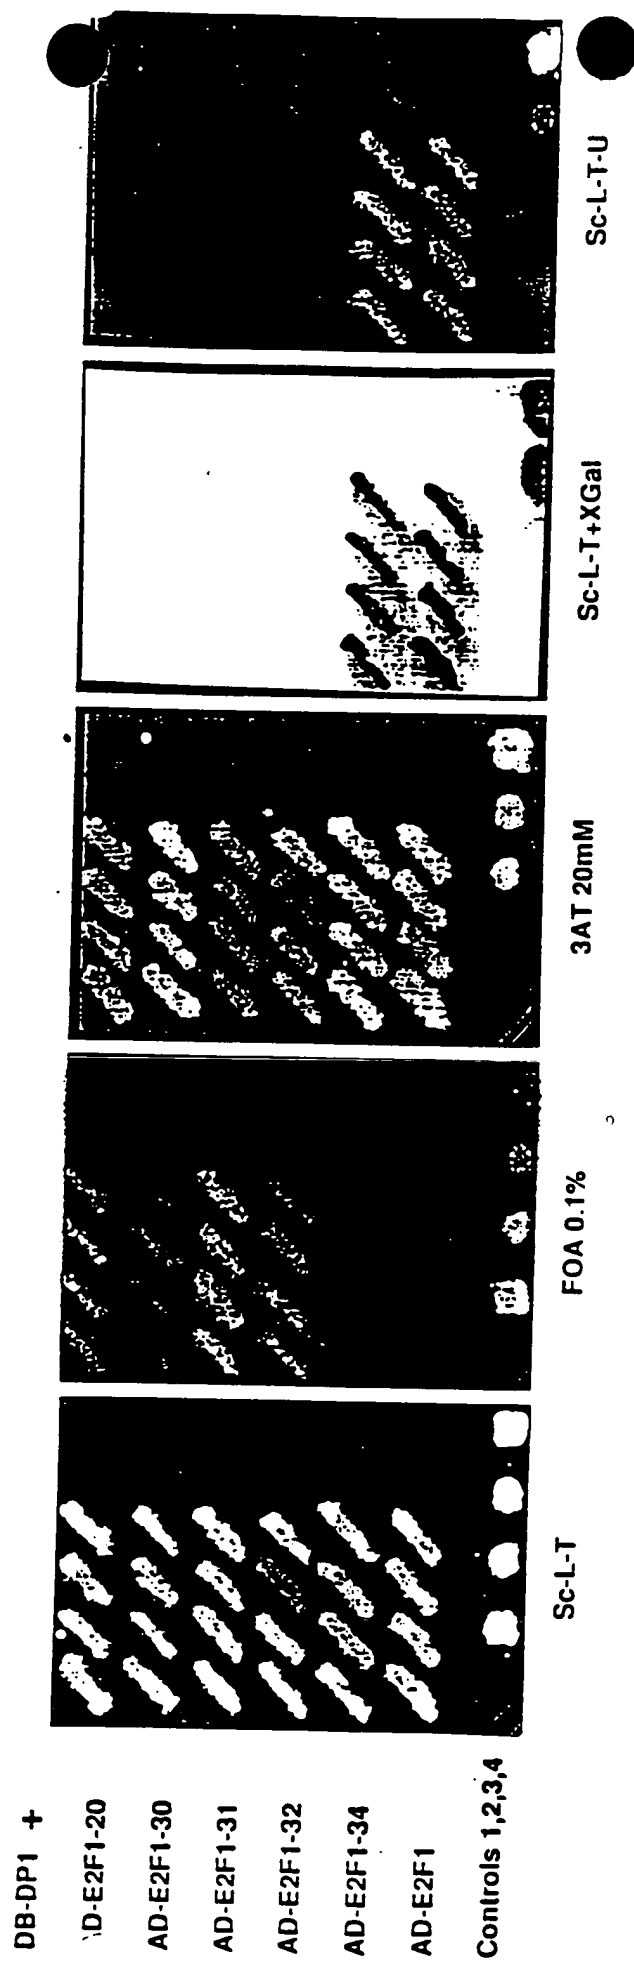 DB-DP1 +
\D-E2F1-20
AD-E2F1-30
AD-E2F1-31
AD-E2F1-32
AD-E2F1-34
AD-E2F1
Controls 1,2,3,4
Sc-L-T
FOA 0.1%
3AT 20mM
Sc-L-T+XGal
Sc-L-T-U